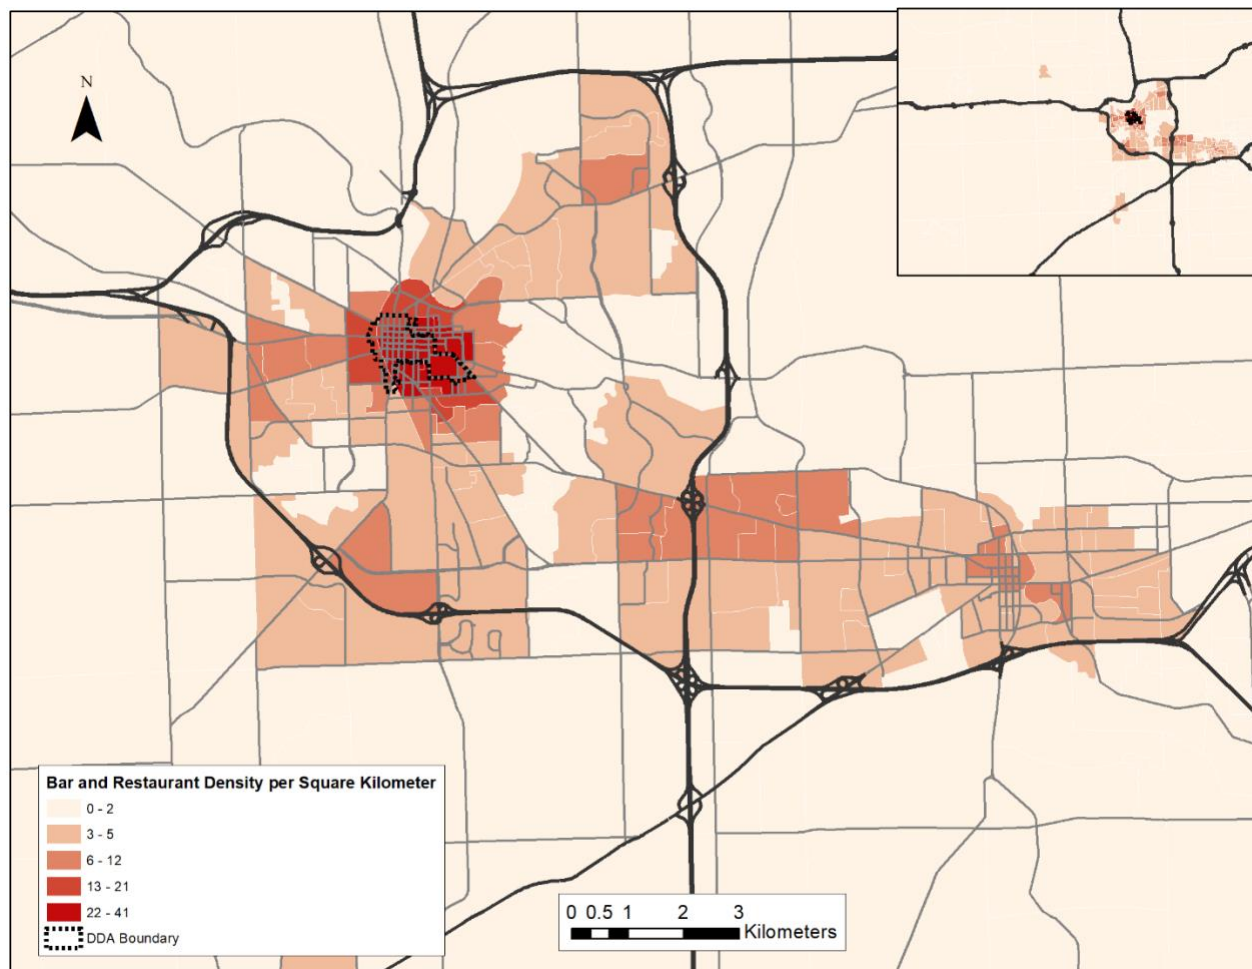 N
Bar and Restaurant Density per Square Kilometer
0 - 2
3 - 5
6 - 12
13 - 21
22 - 41
DDA Boundary
0 0.5 1 2 3
Kilometers